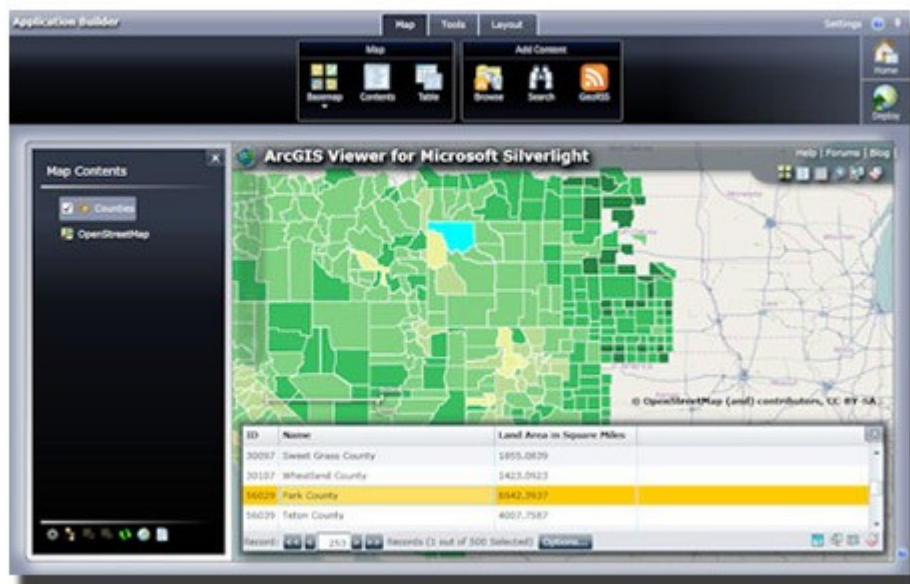 Application Builder
Map Tools Layout
Settings
Map
Add Content
Basemap Contents Table
Browse Search GeoRSS
Home
Deploy
Map Contents
Counties
OpenStreetMap
ArcGIS Viewer for Microsoft Silverlight
Help | Forums | Blog
© OpenStreetMap (and) contributors, CC-BY-SA
ID Name Land Area in Square Miles
30097 Sweet Grass County 1855.0839
30107 Wheatland County 1423.0923
56029 Park County
56039 Teton County 4007.7587
Record: 253 Records (1 out of 500 Selected) Options...